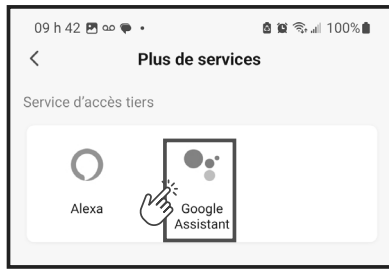 09 h 42 100%
Plus de services
Service d'accès tiers
Alexa
Google
Assistant